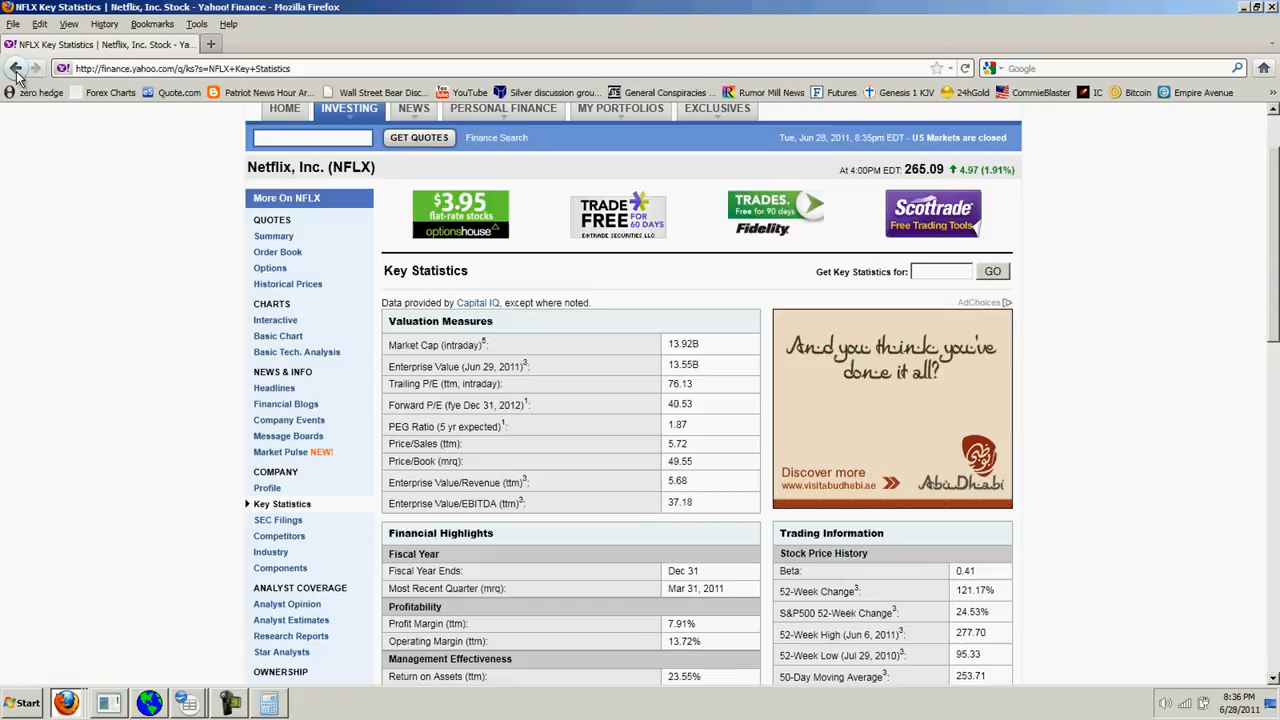 NFLX Key Statistics | Netflix, Inc. Stock - Yahoo! Finance - Mozilla Firefox
File Edit View History Bookmarks Tools Help
NFLX Key Statistics | Netflix, Inc. Stock - Ya...
http://finance.yahoo.com/q/ks?s=NFLX+Key+Statistics
Google
zero hedge Forex Charts Quote.com Patriot News Hour Ar... Wall Street Bear Disc... YouTube Silver discussion grou... General Conspiracies ... Rumor Mill News Futures Genesis 1 KJV 24hGold CommieBlaster IC Bitcoin Empire Avenue
HOME INVESTING NEWS PERSONAL FINANCE MY PORTFOLIOS EXCLUSIVES
GET QUOTES Finance Search Tue, Jun 28, 2011, 8:35pm EDT - US Markets are closed
Netflix, Inc. (NFLX) At 4:00PM EDT: 265.09 4.97 (1.91%)
More On NFLX
QUOTES
Summary
Order Book
Options
Historical Prices
CHARTS
Interactive
Basic Chart
Basic Tech. Analysis
NEWS & INFO
Headlines
Financial Blogs
Company Events
Message Boards
Market Pulse NEW!
COMPANY
Profile
Key Statistics
SEC Filings
Competitors
Industry
Components
ANALYST COVERAGE
Analyst Opinion
Analyst Estimates
Research Reports
Star Analysts
OWNERSHIP
$3.95
flat-rate stocks
optionshouse
TRADE
FREE FOR 60 DAYS
E*TRADE SECURITIES LLC
TRADES.
Free for 90 days
Fidelity
Scottrade
Free Trading Tools
Key Statistics
Get Key Statistics for: GO
Data provided by Capital IQ, except where noted.
AdChoices
Valuation Measures
Market Cap (intraday)5: 13.92B
Enterprise Value (Jun 29, 2011)3: 13.55B
Trailing P/E (ttm, intraday): 76.13
Forward P/E (fye Dec 31, 2012)1: 40.53
PEG Ratio (5 yr expected)1: 1.87
Price/Sales (ttm): 5.72
Price/Book (mrq): 49.55
Enterprise Value/Revenue (ttm)3: 5.68
Enterprise Value/EBITDA (ttm)3: 37.18
And you think you've
done it all?
Discover more
www.visitabudhabi.ae
Abu Dhabi
Financial Highlights
Fiscal Year
Fiscal Year Ends: Dec 31
Most Recent Quarter (mrq): Mar 31, 2011
Profitability
Profit Margin (ttm): 7.91%
Operating Margin (ttm): 13.72%
Management Effectiveness
Return on Assets (ttm): 23.55%
Trading Information
Stock Price History
Beta: 0.41
52-Week Change3: 121.17%
S&P500 52-Week Change3: 24.53%
52-Week High (Jun 6, 2011)3: 277.70
52-Week Low (Jul 29, 2010)3: 95.33
50-Day Moving Average3: 253.71
Start
8:36 PM
6/28/2011